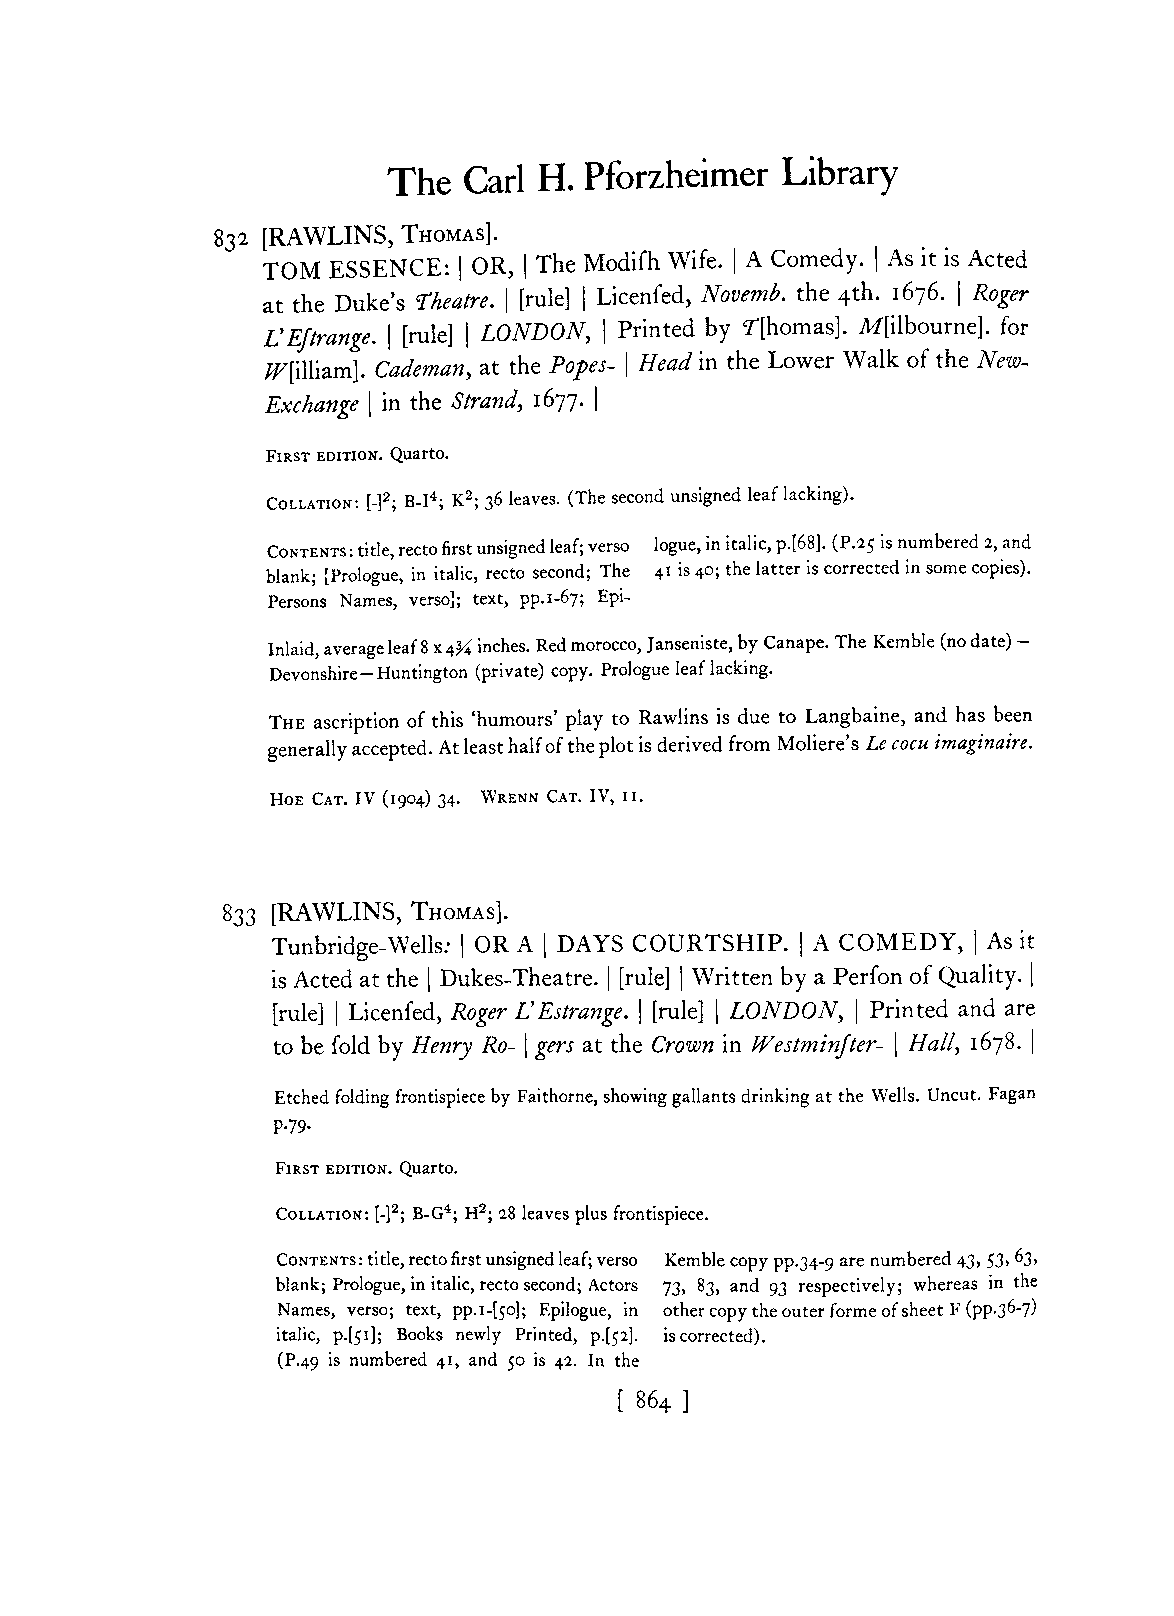 The Carl H. Pforzheimer Library
832 [RAWLINS, THOMAS].
TOM ESSENCE: | OR, | The Modiſh Wife. | A Comedy. | As it is Acted
at the Duke's Theatre. | [rule] | Licenſed, Novemb. the 4th. 1676. | Roger
L'Eſtrange. | [rule] | LONDON, | Printed by T[homas]. M[ilbourne]. for
W[illiam]. Cademan, at the Popes- | Head in the Lower Walk of the New-
Exchange | in the Strand, 1677. |
FIRST EDITION. Quarto.
COLLATION: [-]²; B-I⁴; K²; 36 leaves. (The second unsigned leaf lacking).
CONTENTS: title, recto first unsigned leaf; verso
blank; [Prologue, in italic, recto second; The
Persons Names, verso]; text, pp.1-67; Epi-
logue, in italic, p.[68]. (P.25 is numbered 2, and
41 is 40; the latter is corrected in some copies).
Inlaid, average leaf 8 x 4¾ inches. Red morocco, Janseniste, by Canape. The Kemble (no date) —
Devonshire—Huntington (private) copy. Prologue leaf lacking.
THE ascription of this 'humours' play to Rawlins is due to Langbaine, and has been
generally accepted. At least half of the plot is derived from Moliere's Le cocu imaginaire.
HOE CAT. IV (1904) 34. WRENN CAT. IV, 11.
833 [RAWLINS, THOMAS].
Tunbridge-Wells: | OR A | DAYS COURTSHIP. | A COMEDY, | As it
is Acted at the | Dukes-Theatre. | [rule] | Written by a Perſon of Quality. |
[rule] | Licenſed, Roger L'Estrange. | [rule] | LONDON, | Printed and are
to be ſold by Henry Ro- | gers at the Crown in Westminſter- | Hall, 1678. |
Etched folding frontispiece by Faithorne, showing gallants drinking at the Wells. Uncut. Fagan
p.79.
FIRST EDITION. Quarto.
COLLATION: [-]²; B-G⁴; H²; 28 leaves plus frontispiece.
CONTENTS: title, recto first unsigned leaf; verso
blank; Prologue, in italic, recto second; Actors
Names, verso; text, pp.1-[50]; Epilogue, in
italic, p.[51]; Books newly Printed, p.[52].
(P.49 is numbered 41, and 50 is 42. In the
Kemble copy pp.34-9 are numbered 43, 53, 63,
73, 83, and 93 respectively; whereas in the
other copy the outer forme of sheet F (pp.36-7)
is corrected).
[ 864 ]